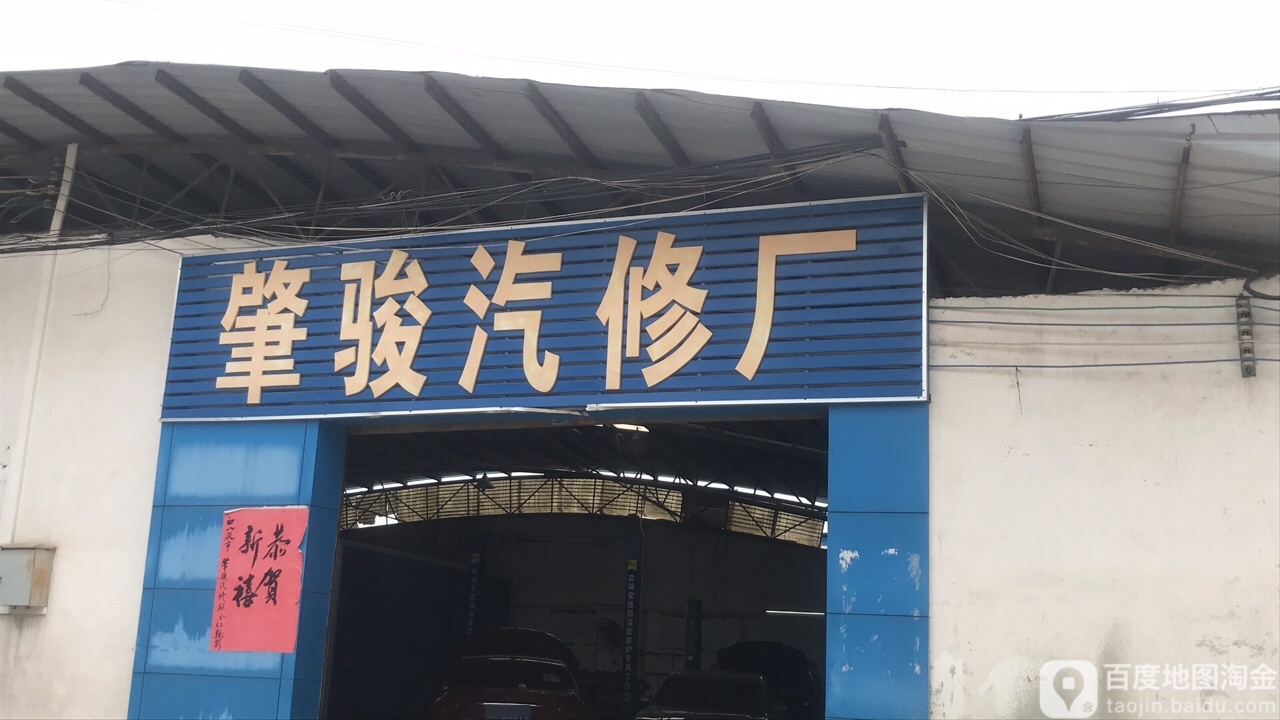 肇骏汽修厂
恭贺
新禧
百度地图淘金
taojin.baidu.com